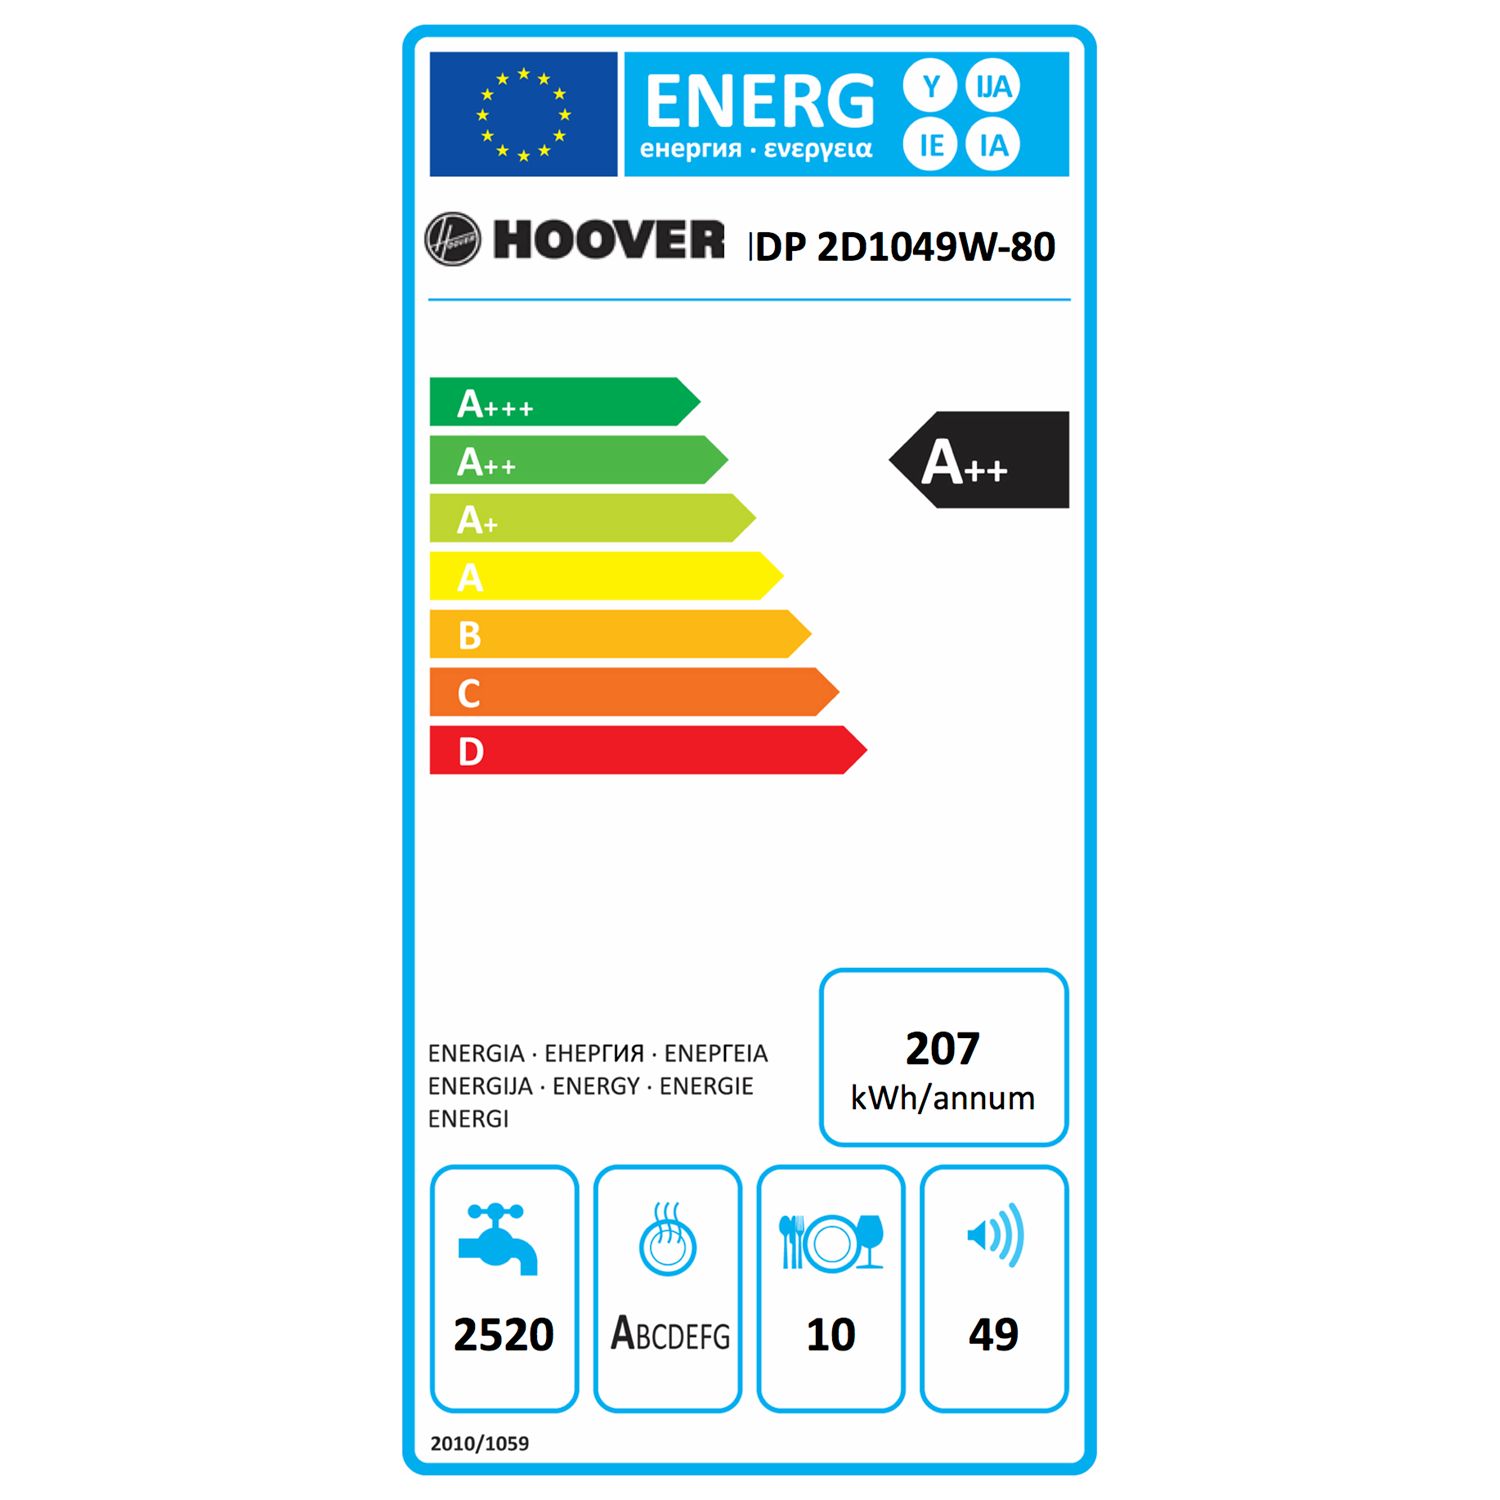 ENERG Y IJA
енергия · ενεργεια IE IA
HOOVER HOOVER DP 2D1049W-80
A+++
A++
A++
A+
A
B
C
D
ENERGIA · ЕНЕРГИЯ · ΕΝΕΡΓΕΙΑ
ENERGIJA · ENERGY · ENERGIE
ENERGI
207
kWh/annum
2520
ABCDEFG
10
49
2010/1059